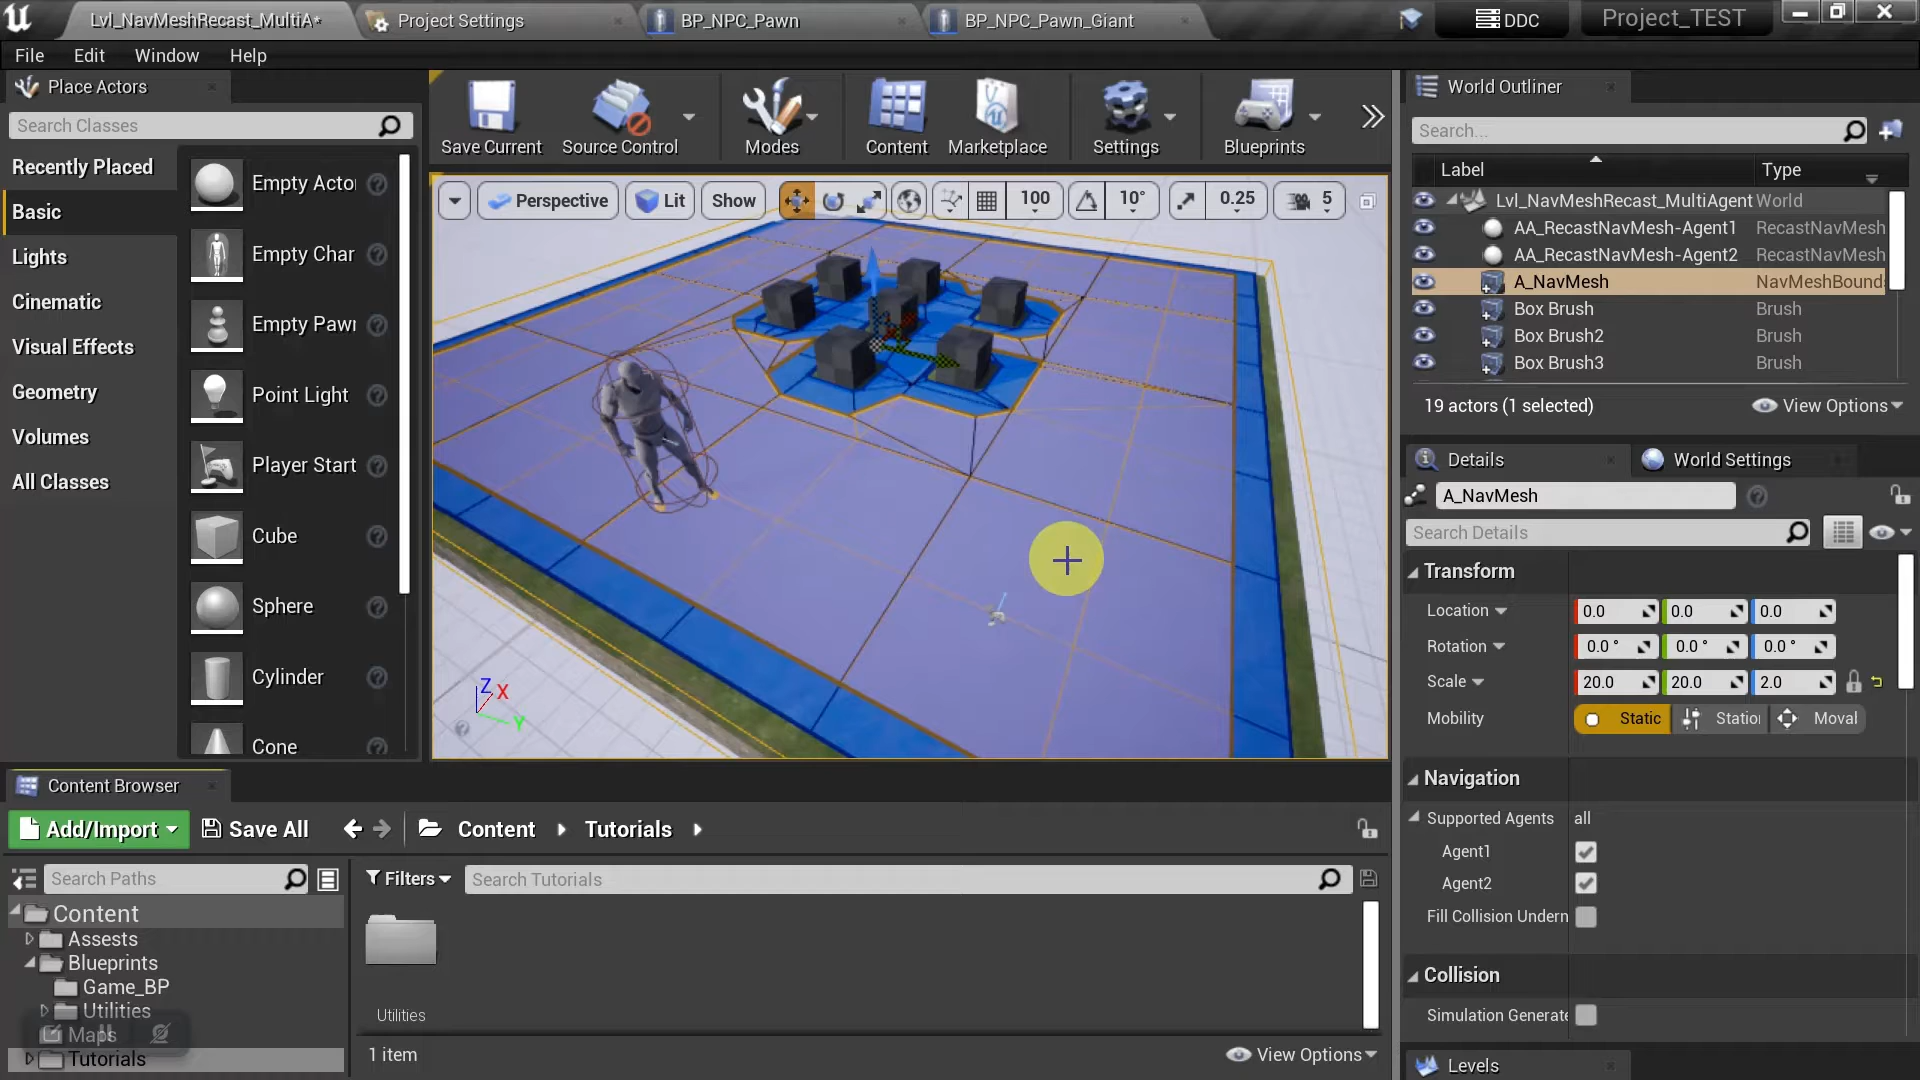 Lvl_NavMeshRecast_MultiA*
Project Settings
BP_NPC_Pawn
BP_NPC_Pawn_Giant
DDC
Project_TEST
File
Edit
Window
Help
Place Actors
Search Classes
Recently Placed
Basic
Lights
Cinematic
Visual Effects
Geometry
Volumes
All Classes
Empty Actor
Empty Char
Empty Pawn
Point Light
Player Start
Cube
Sphere
Cylinder
Cone
Save Current
Source Control
Modes
Content
Marketplace
Settings
Blueprints
Perspective
Lit
Show
100
10°
0.25
5
Z
X
Y
World Outliner
Search...
Label
Type
Lvl_NavMeshRecast_MultiAgent World
AA_RecastNavMesh-Agent1 RecastNavMesh
AA_RecastNavMesh-Agent2 RecastNavMesh
A_NavMesh NavMeshBound
Box Brush Brush
Box Brush2 Brush
Box Brush3 Brush
19 actors (1 selected)
View Options
Details
World Settings
A_NavMesh
Search Details
Transform
Location 0.0 0.0 0.0
Rotation 0.0 ° 0.0 ° 0.0 °
Scale 20.0 20.0 2.0
Mobility Static Station Moval
Navigation
Supported Agents all
Agent1
Agent2
Fill Collision Undern
Collision
Simulation Generate
Levels
Content Browser
Add/Import
Save All
Content
Tutorials
Search Paths
Filters
Search Tutorials
Content
Assests
Blueprints
Game_BP
Utilities
Maps
Tutorials
Utilities
1 item
View Options